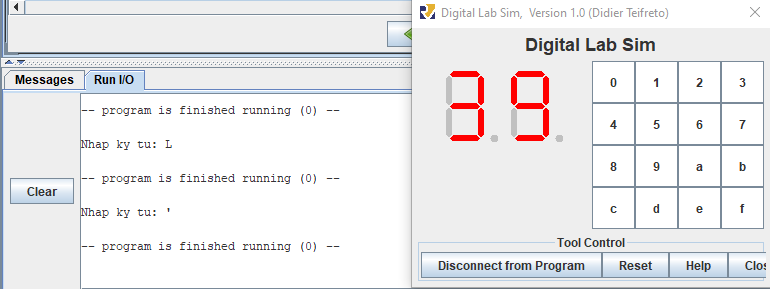 Digital Lab Sim, Version 1.0 (Didier Teifreto)
Digital Lab Sim
Messages
Run I/O
-- program is finished running (0) --
Nhap ky tu: L
-- program is finished running (0) --
Nhap ky tu: '
-- program is finished running (0) --
Clear
39
0 1 2 3
4 5 6 7
8 9 a b
c d e f
Tool Control
Disconnect from Program Reset Help Clos